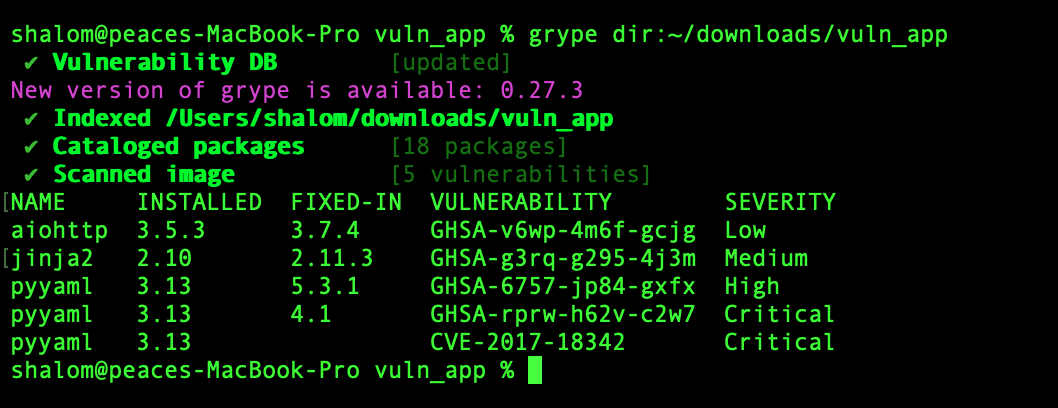 shalom@peaces-MacBook-Pro vuln_app % grype dir:~/downloads/vuln_app
✔ Vulnerability DB [updated]
New version of grype is available: 0.27.3
✔ Indexed /Users/shalom/downloads/vuln_app
✔ Cataloged packages [18 packages]
✔ Scanned image [5 vulnerabilities]
[NAME INSTALLED FIXED-IN VULNERABILITY SEVERITY
aiohttp 3.5.3 3.7.4 GHSA-v6wp-4m6f-gcjg Low
[jinja2 2.10 2.11.3 GHSA-g3rq-g295-4j3m Medium
pyyaml 3.13 5.3.1 GHSA-6757-jp84-gxfx High
pyyaml 3.13 4.1 GHSA-rprw-h62v-c2w7 Critical
pyyaml 3.13 CVE-2017-18342 Critical
shalom@peaces-MacBook-Pro vuln_app %